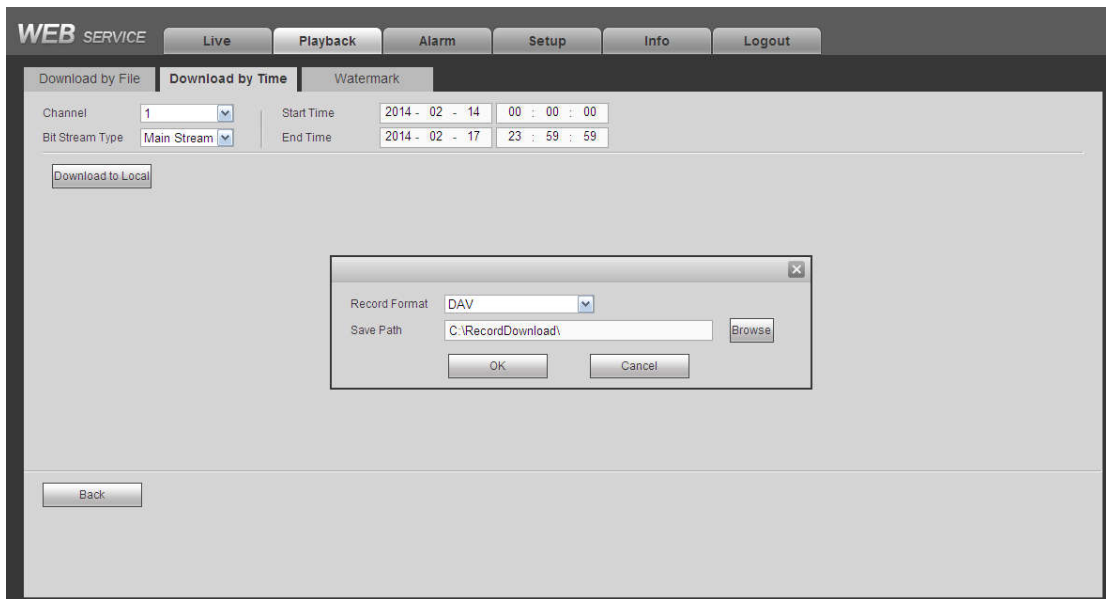 WEB SERVICE Live Playback Alarm Setup Info Logout
Download by File Download by Time Watermark
Channel 1 Start Time 2014 - 02 - 14 00 : 00 : 00
Bit Stream Type Main Stream End Time 2014 - 02 - 17 23 : 59 : 59
Download to Local
Record Format DAV
Save Path C:\RecordDownload\ Browse
OK Cancel
Back